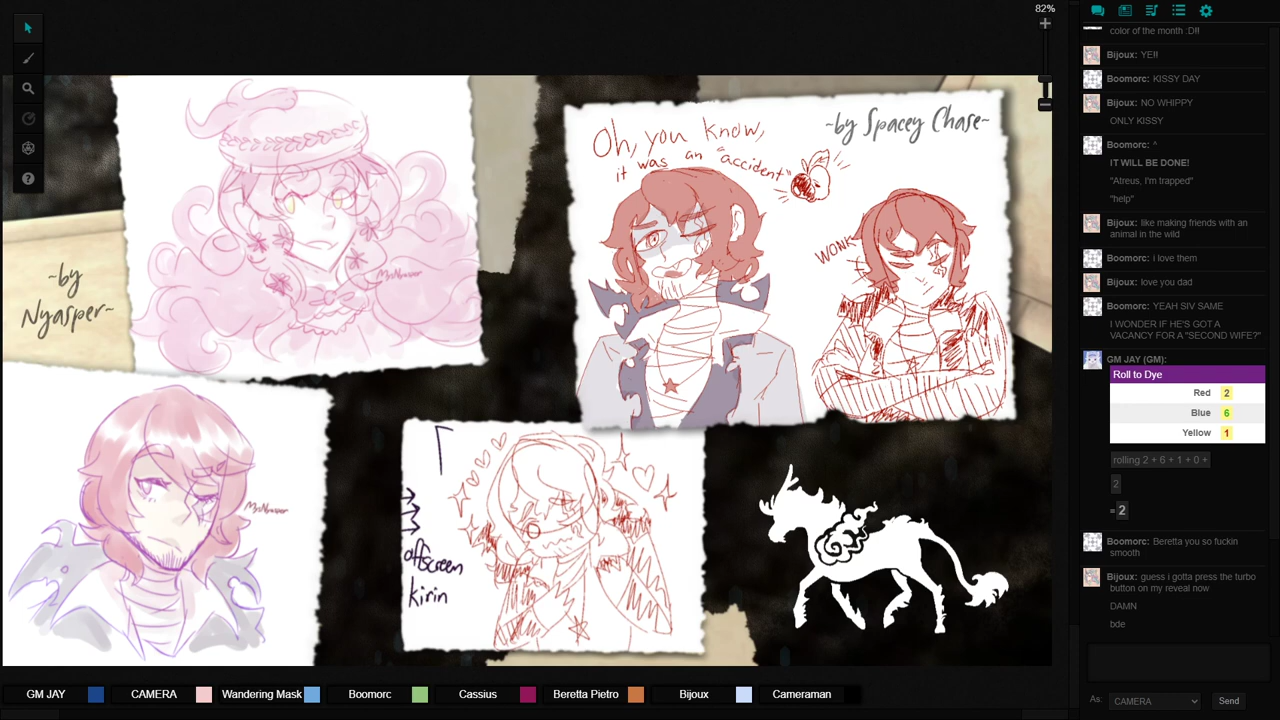 82%
~by
Nyasper~
Oh, you know,
it was an "accident"
~by Spacey Chase~
WONK
offscreen
kirin
color of the month :D!!
Bijoux: YE!!
Boomorc: KISSY DAY
Bijoux: NO WHIPPY
ONLY KISSY
Boomorc: ^
IT WILL BE DONE!
"Atreus, I'm trapped"
"help"
Bijoux: like making friends with an
animal in the wild
Boomorc: i love them
Bijoux: love you dad
Boomorc: YEAH SIV SAME
I WONDER IF HE'S GOT A
VACANCY FOR A "SECOND WIFE?"
GM JAY (GM):
Roll to Dye
Red 2
Blue 6
Yellow 1
rolling 2 + 6 + 1 + 0 +
2
=2
Boomorc: Beretta you so fuckin
smooth
Bijoux: guess i gotta press the turbo
button on my reveal now
DAMN
bde
As: CAMERA Send
GM JAY CAMERA Wandering Mask Boomorc Cassius Beretta Pietro Bijoux Cameraman